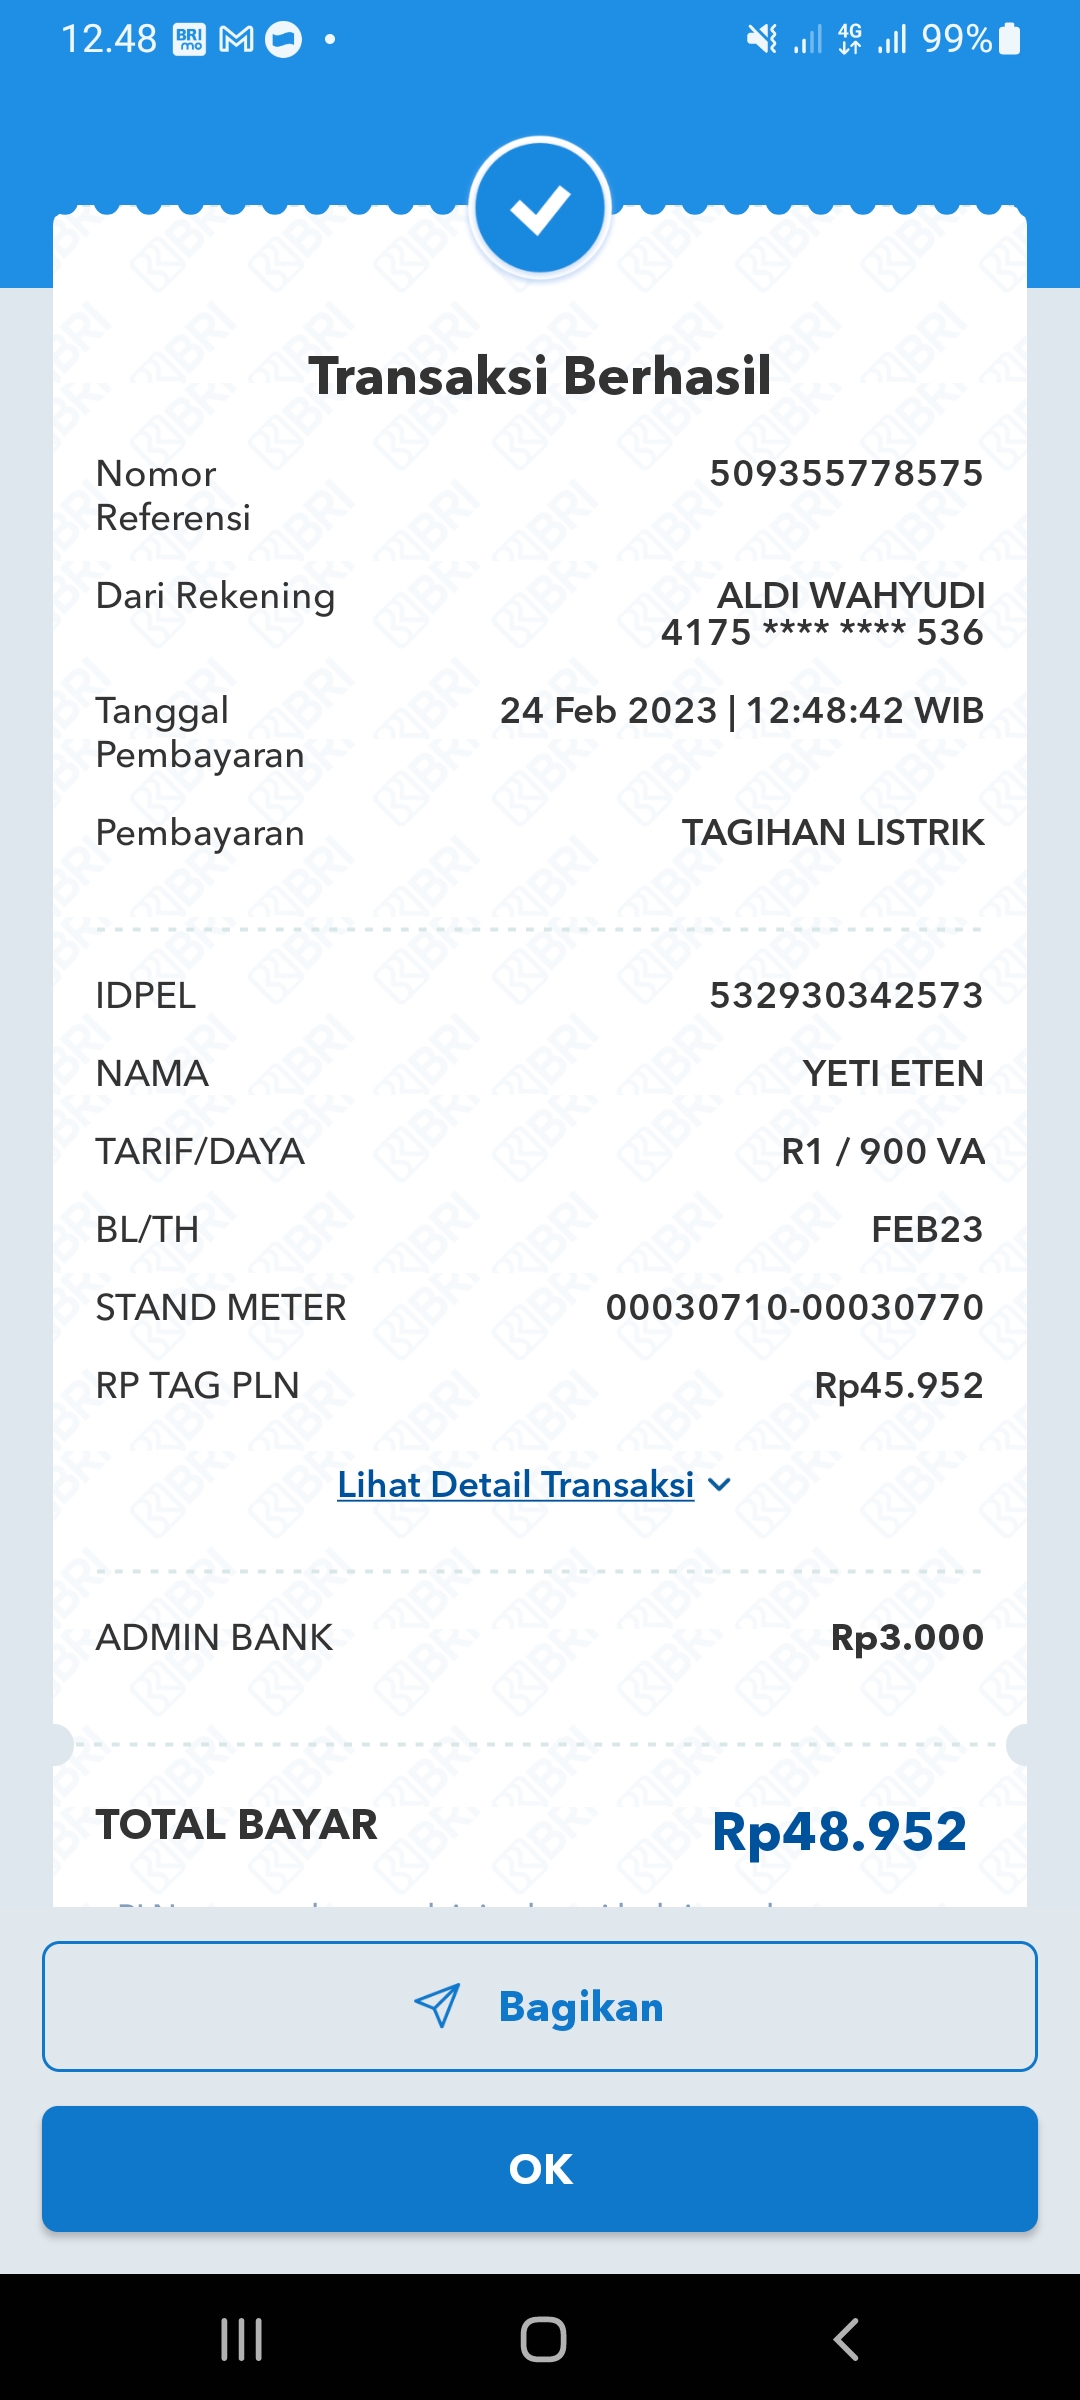 12.48 BRI mo 4G 99%
Transaksi Berhasil
Nomor Referensi 509355778575
Dari Rekening ALDI WAHYUDI
4175 **** **** 536
Tanggal Pembayaran 24 Feb 2023 | 12:48:42 WIB
Pembayaran TAGIHAN LISTRIK
IDPEL 532930342573
NAMA YETI ETEN
TARIF/DAYA R1 / 900 VA
BL/TH FEB23
STAND METER 00030710-00030770
RP TAG PLN Rp45.952
Lihat Detail Transaksi
ADMIN BANK Rp3.000
TOTAL BAYAR Rp48.952
Bagikan
OK